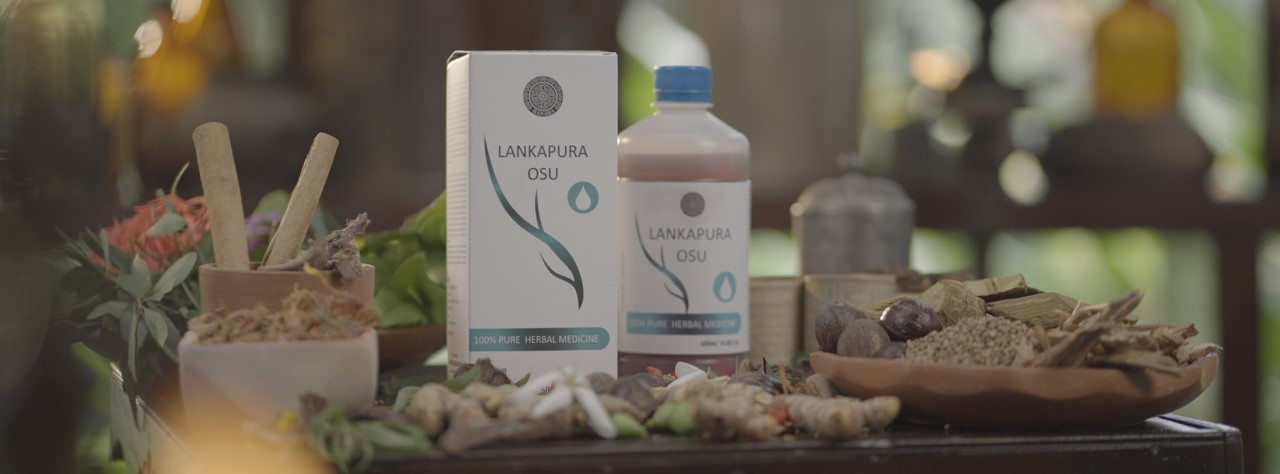 LANKAPURA
OSU
100% PURE HERBAL MEDICINE
LANKAPURA
OSU
100% PURE HERBAL MEDICINE